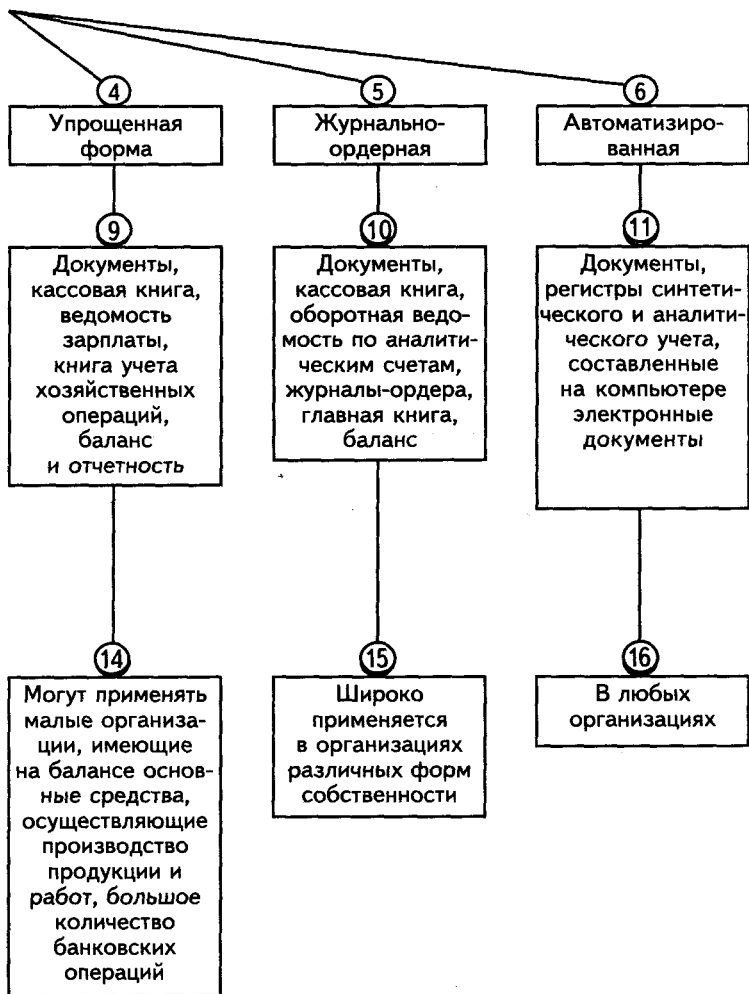 4
Упрощенная
форма
5
Журнально-
ордерная
6
Автоматизиро-
ванная
9
Документы,
кассовая книга,
ведомость
зарплаты,
книга учета
хозяйственных
операций,
баланс
и отчетность
10
Документы,
кассовая книга,
оборотная ведо-
мость по аналити-
ческим счетам,
журналы-ордера,
главная книга,
баланс
11
Документы,
регистры синтети-
ческого и аналити-
ческого учета,
составленные
на компьютере
электронные
документы
14
Могут применять
малые организа-
ции, имеющие
на балансе основ-
ные средства,
осуществляющие
производство
продукции и
работ, большое
количество
банковских
операций
15
Широко
применяется
в организациях
различных форм
собственности
16
В любых
организациях